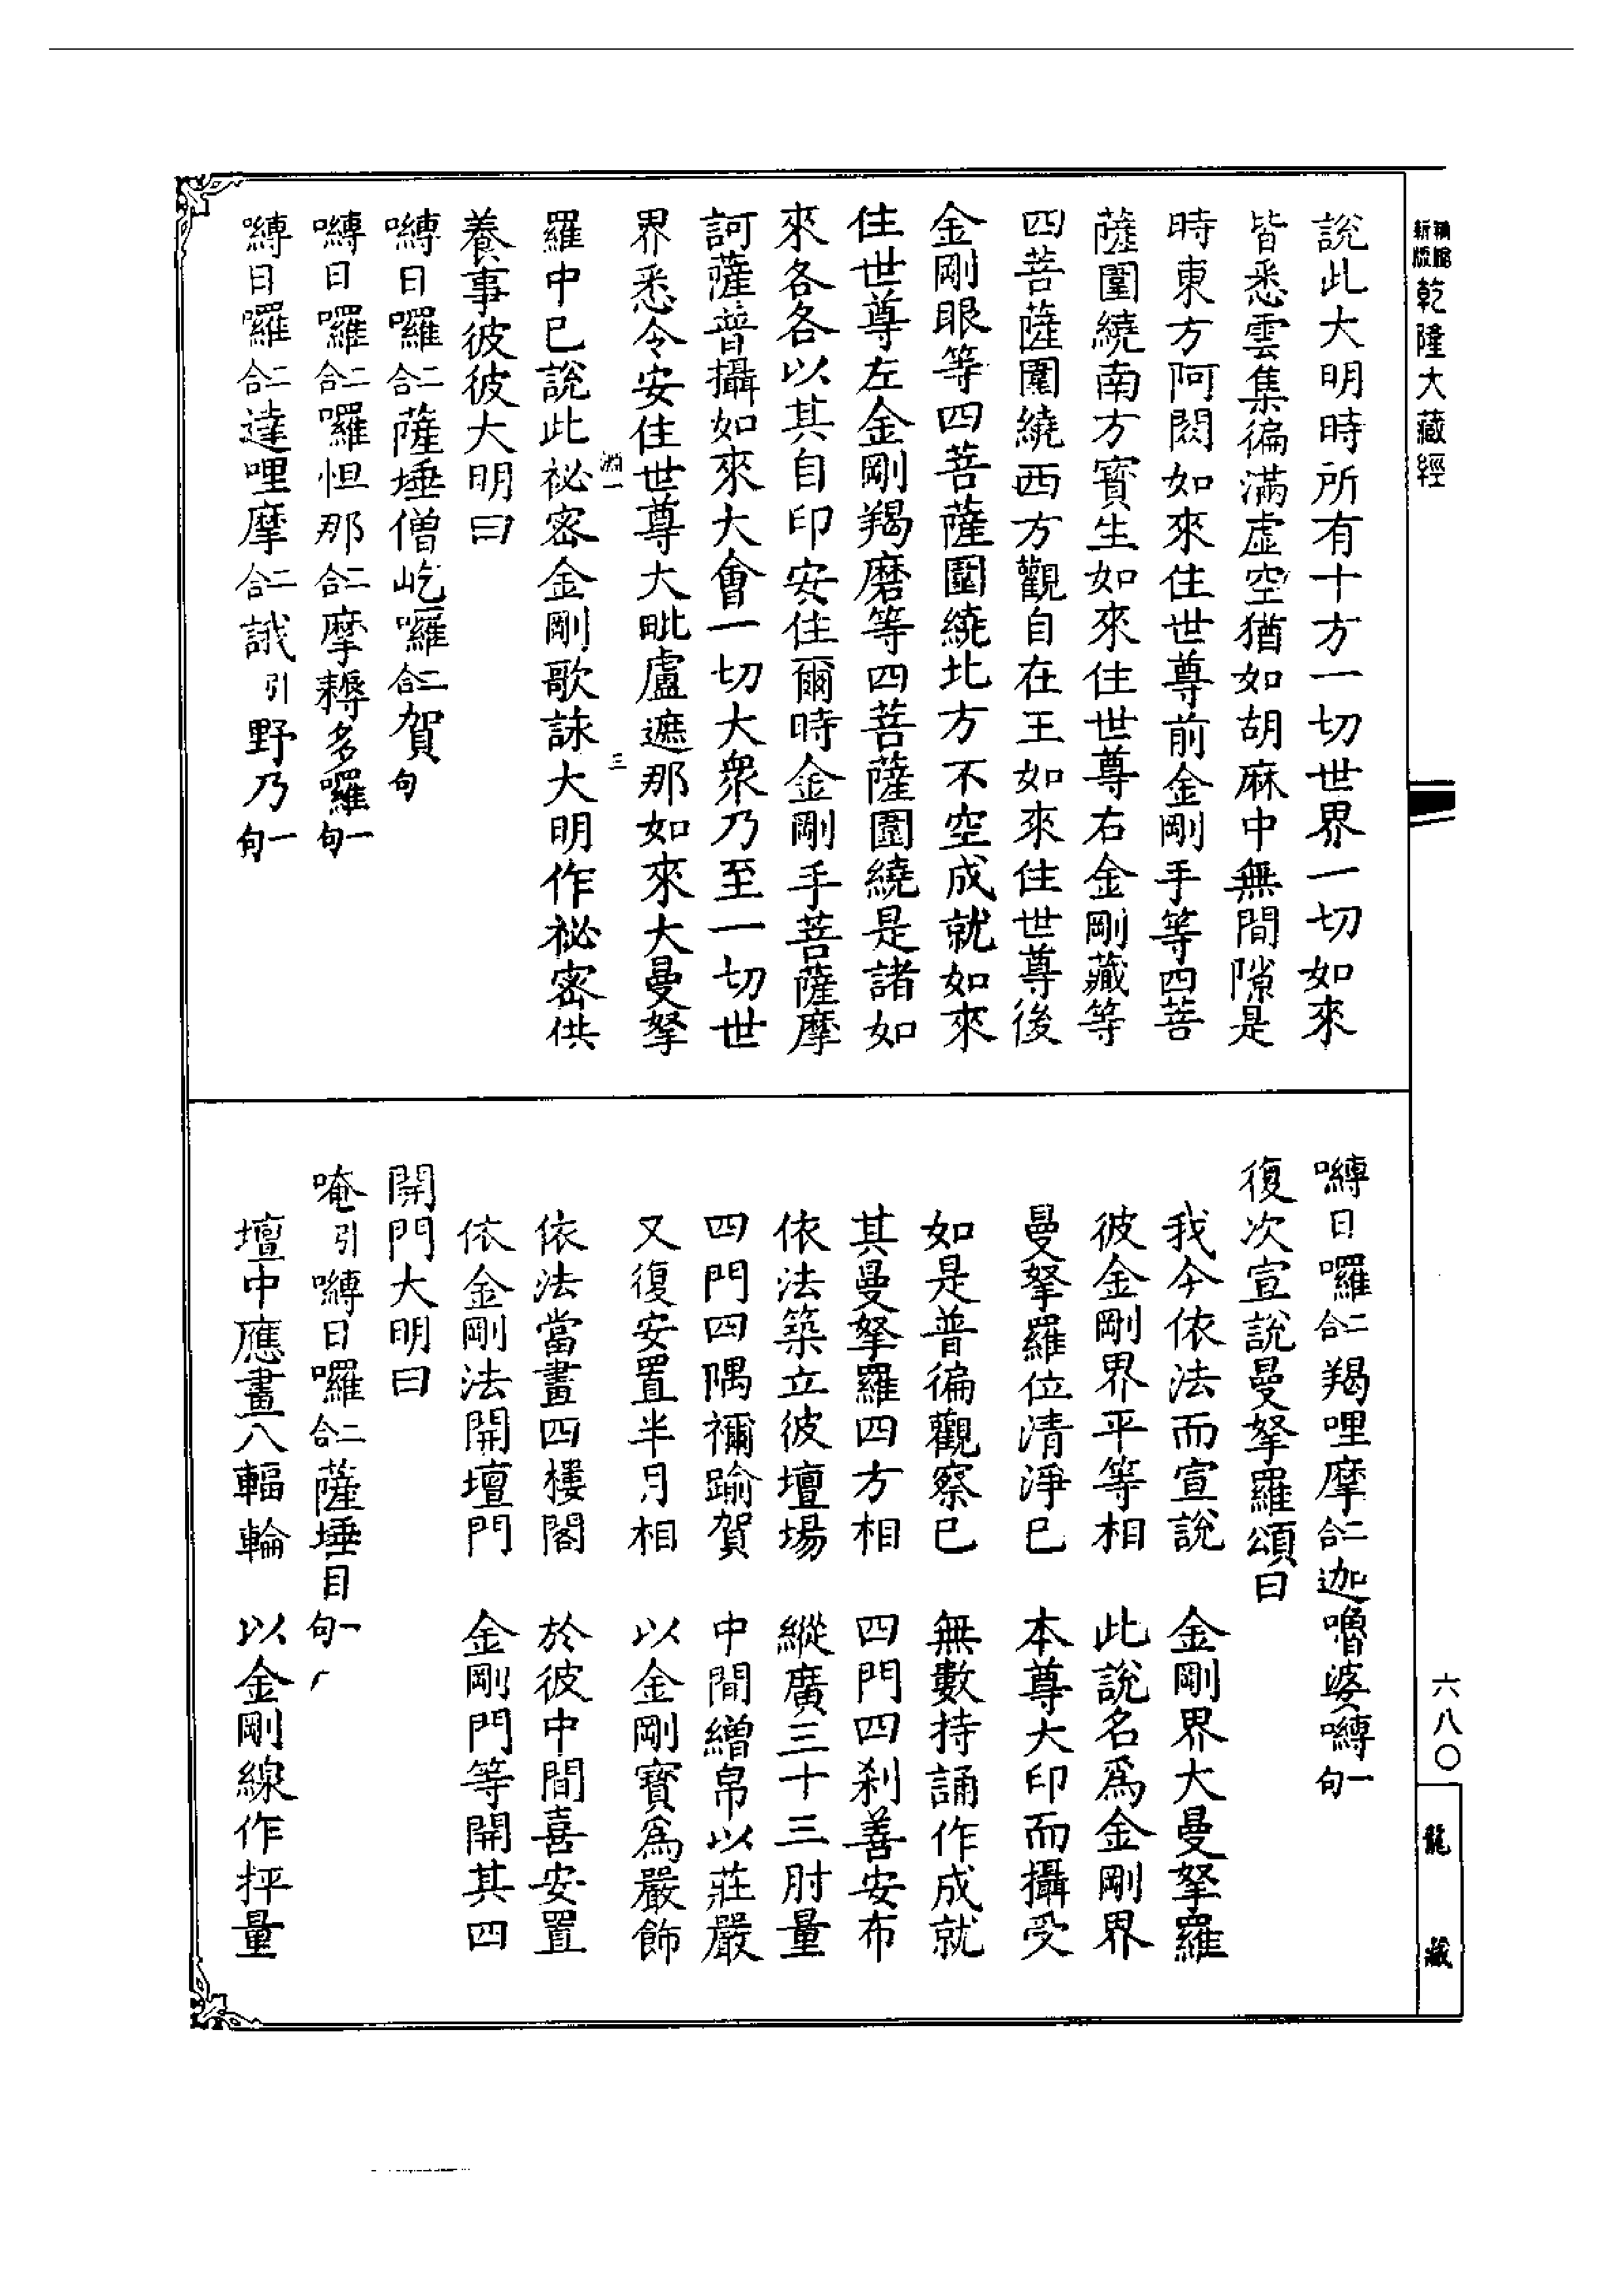 新編縮版乾隆大藏經
說此大明時所有十方一切世界一切如來
皆悉雲集徧滿虛空猶如胡麻中無間隙是
時東方阿閦如來住世尊前金剛手等四菩
薩圍繞南方寶生如來住世尊右金剛藏等
四菩薩圍繞西方觀自在王如來住世尊後
金剛眼等四菩薩圍繞北方不空成就如來
住世尊左金剛羯磨等四菩薩圍繞是諸如
來各各以其自印安住爾時金剛手菩薩摩
訶薩普攝如來大會一切大衆乃至一切世
界悉令安住世尊大毗盧遮那如來大曼拏
三
羅中已說此祕密金剛歌詠大明作祕密供
養事彼彼大明曰
嚩日囉二合薩埵僧屹囉二合賀句
嚩日囉二合囉怛那二合摩耨多囉一句
嚩日囉二合達哩摩二合誐引野乃一句
嚩日囉二合羯哩摩二合迦嚕婆嚩一句
復次宣說曼拏羅頌曰
我今依法而宣說 金剛界大曼拏羅
彼金剛界平等相 此說名爲金剛界
曼拏羅位清淨已 本尊大印而攝受
如是普徧觀察已 無數持誦作成就
其曼拏羅四方相 四門四刹善安布
依法築立彼壇場 縱廣三十三肘量
四門四隅禰踰賀 中間繒帛以莊嚴
又復安置半月相 以金剛寶爲嚴飾
依法當畫四樓閣 於彼中間喜安置
依金剛法開壇門 金剛門等開其四
開門大明曰
唵引嚩日囉二合薩埵目一句
壇中應畫八輻輪 以金剛線作抨量
六八〇
龍藏